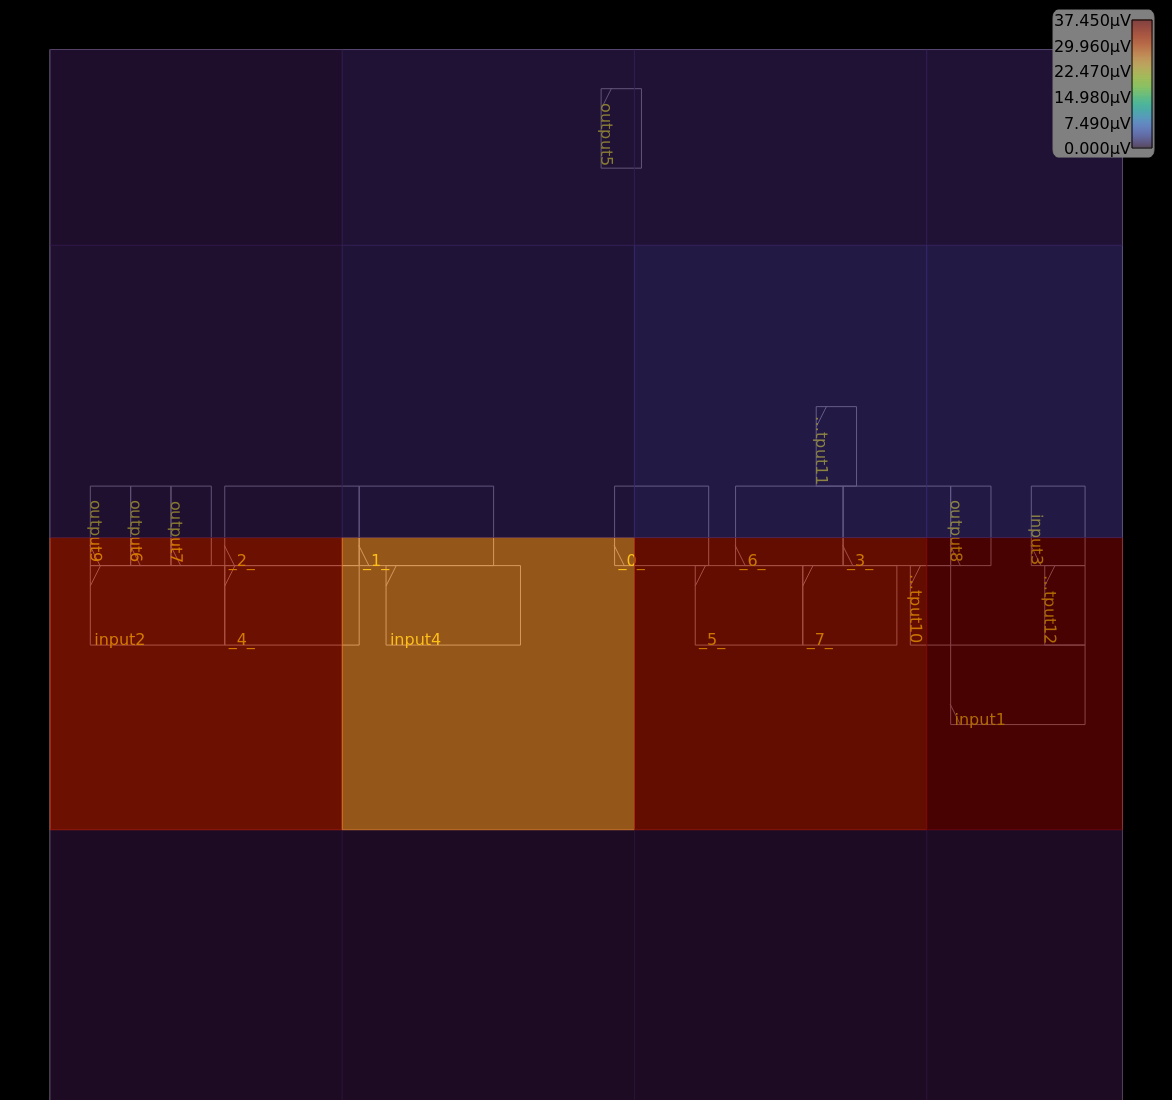 37.450µV
29.960µV
22.470µV
14.980µV
7.490µV
0.000µV
output5
...tput11
output9
output6
output7
_2_
_1_
_0_
_6_
_3_
output8
input3
input2
_4_
input4
_5_
_7_
...tput10
...tput12
input1